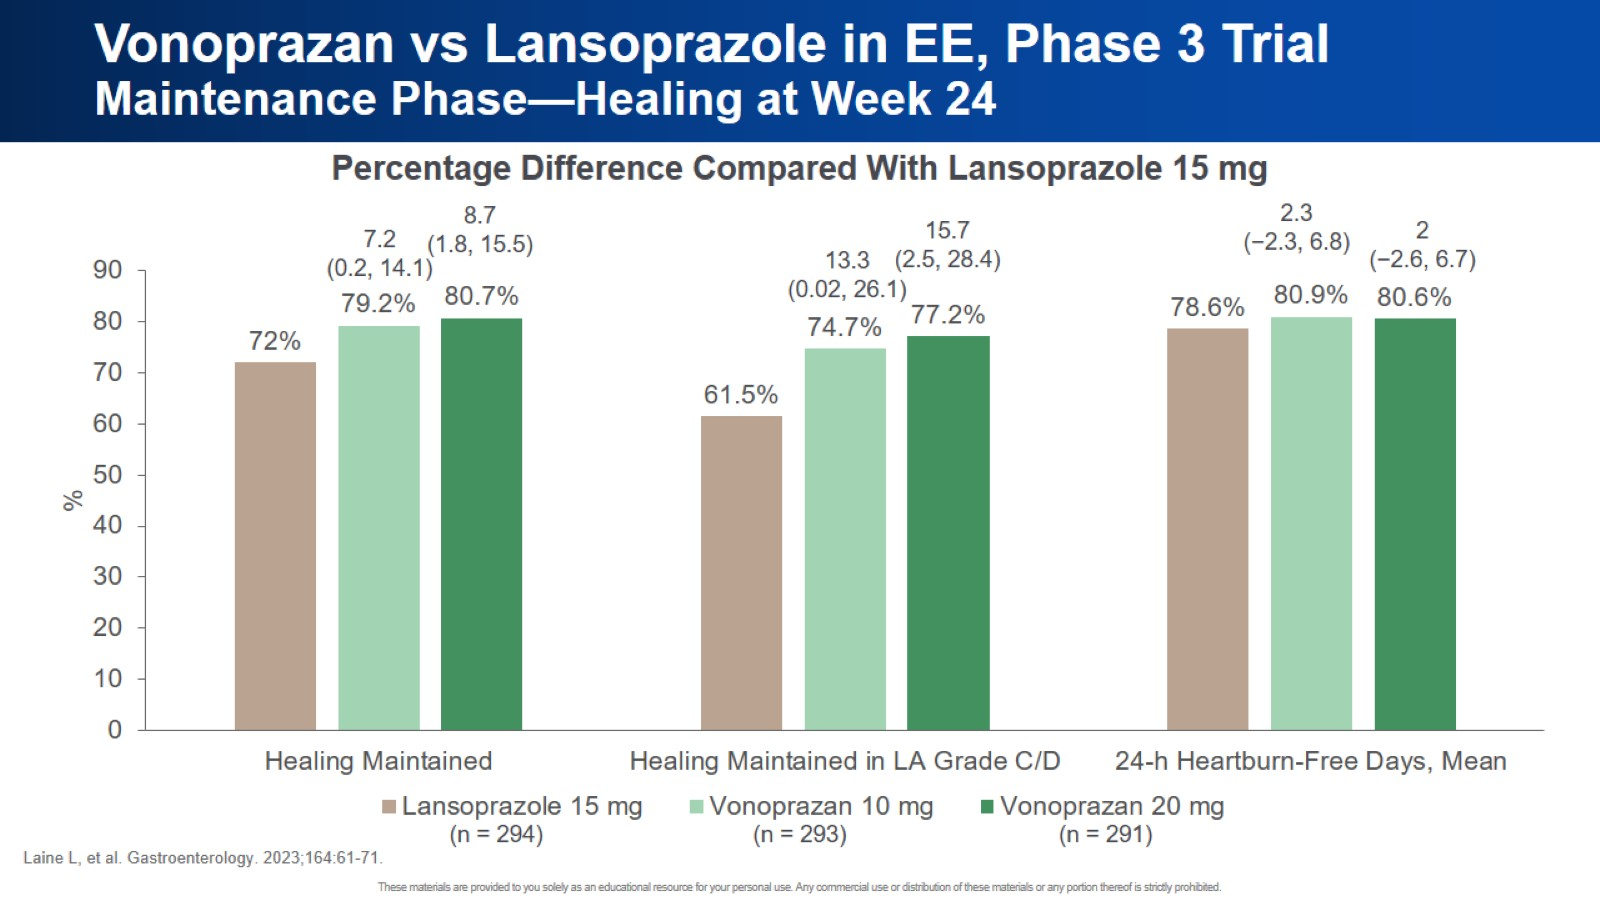 Vonoprazan vs Lansoprazole in EE, Phase 3 Trial
Maintenance Phase—Healing at Week 24
Percentage Difference Compared With Lansoprazole 15 mg
7.2
(0.2, 14.1)
8.7
(1.8, 15.5)
13.3
(0.02, 26.1)
15.7
(2.5, 28.4)
2.3
(−2.3, 6.8)
2
(−2.6, 6.7)
72%
79.2%
80.7%
61.5%
74.7%
77.2%
78.6%
80.9%
80.6%
90
80
70
60
50
40
30
20
10
0
%
Healing Maintained
Healing Maintained in LA Grade C/D
24-h Heartburn-Free Days, Mean
Lansoprazole 15 mg
(n = 294)
Vonoprazan 10 mg
(n = 293)
Vonoprazan 20 mg
(n = 291)
Laine L, et al. Gastroenterology. 2023;164:61-71.
These materials are provided to you solely as an educational resource for your personal use. Any commercial use or distribution of these materials or any portion thereof is strictly prohibited.